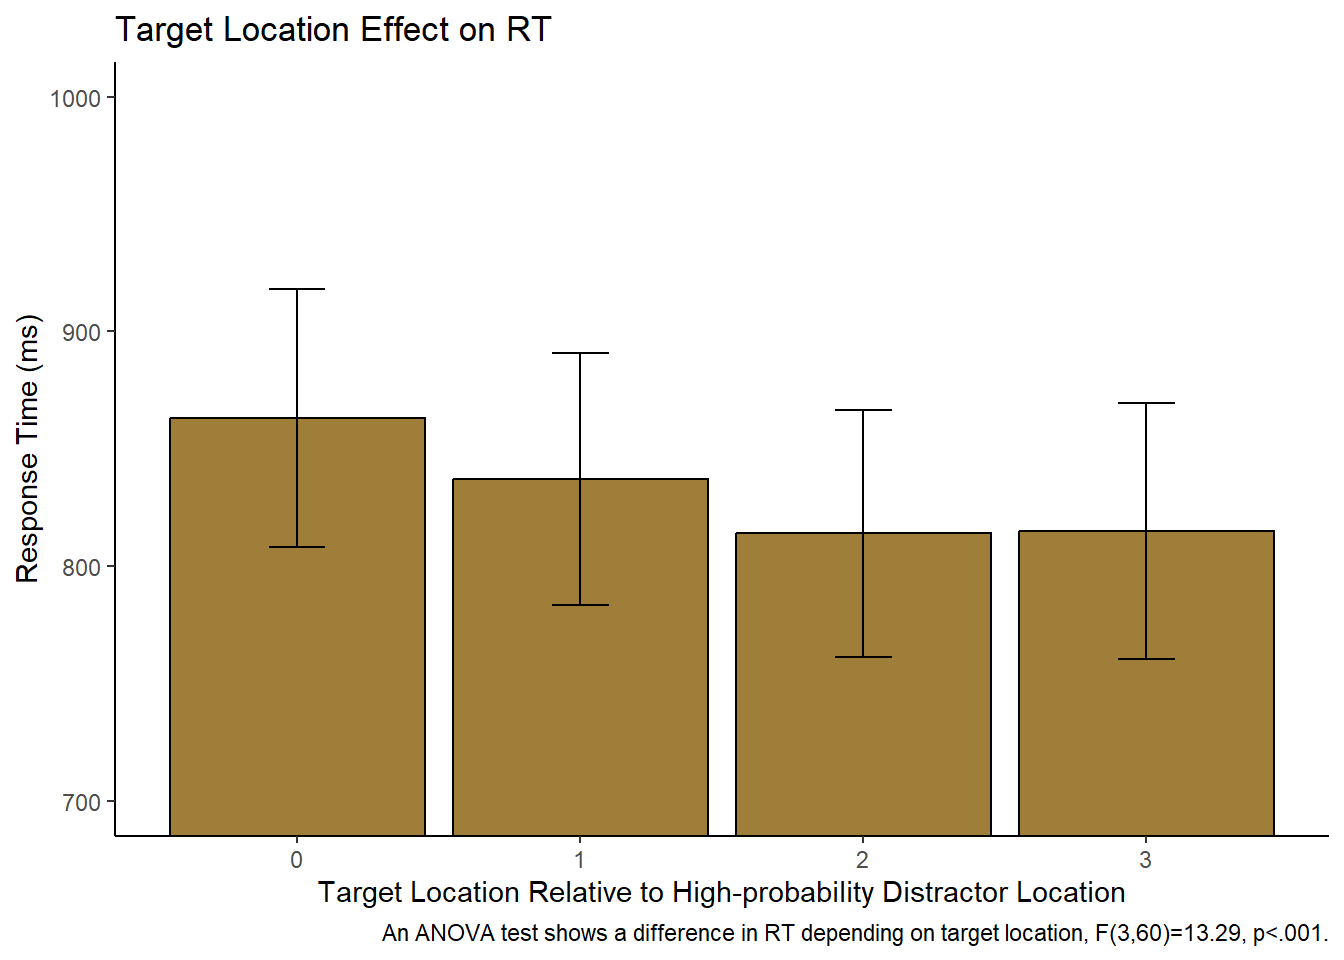 Target Location Effect on RT
1000
900
800
700
Response Time (ms)
0 1 2 3
Target Location Relative to High-probability Distractor Location
An ANOVA test shows a difference in RT depending on target location, F(3,60)=13.29, p<.001.